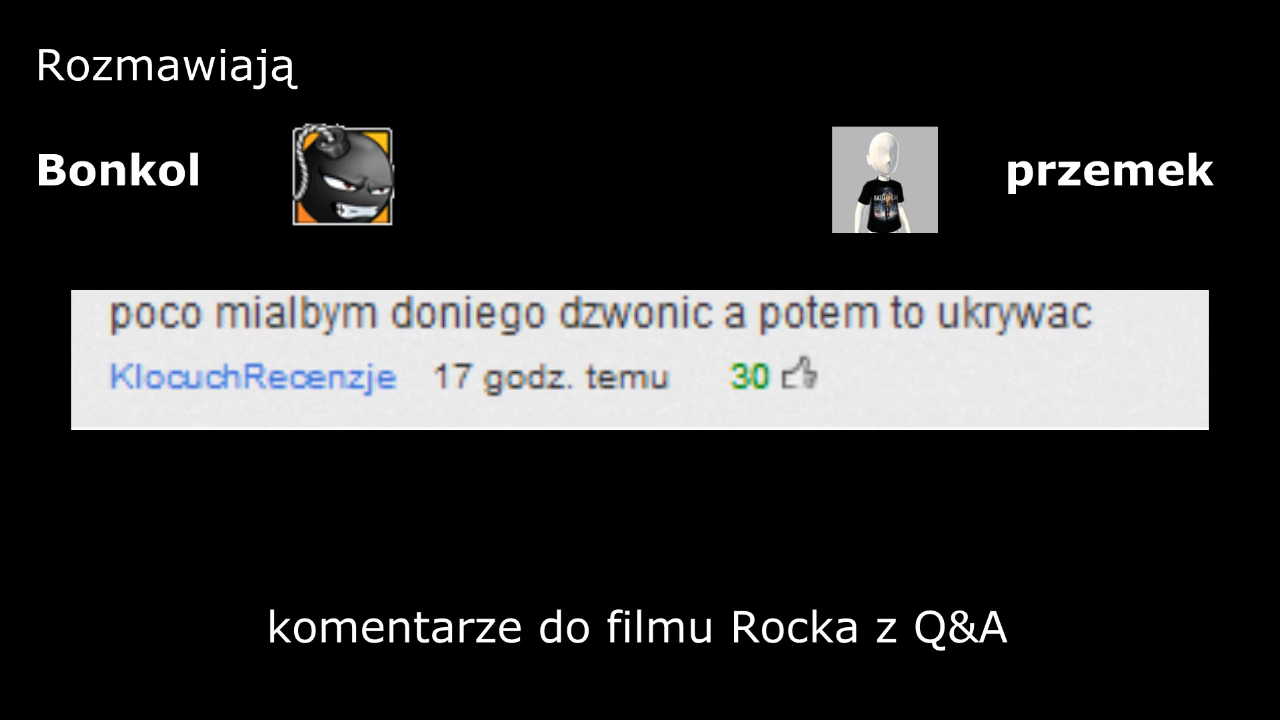 Rozmawiają
Bonkol
przemek
poco mialbym doniego dzwonic a potem to ukrywac
KlocuchRecenzje 17 godz. temu 30
komentarze do filmu Rocka z Q&A